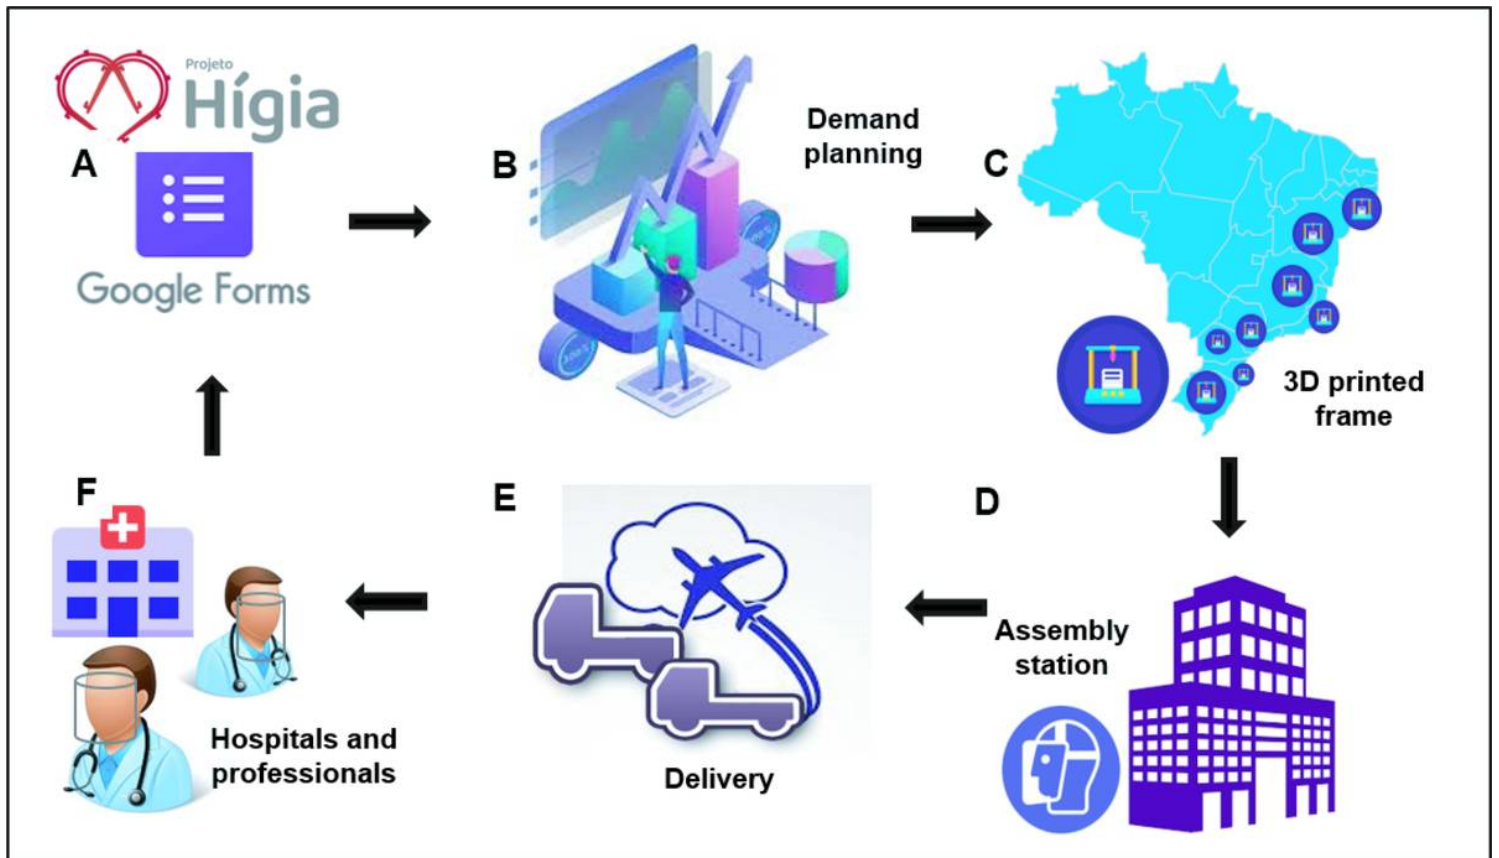 Projeto
Hígia
A
Google Forms
B
Demand
planning
C
3D printed
frame
D
Assembly
station
E
Delivery
F
Hospitals and
professionals